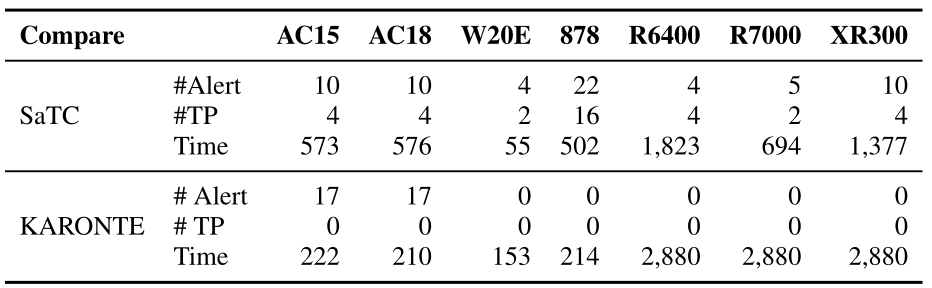 Compare AC15 AC18 W20E 878 R6400 R7000 XR300
#Alert 10 10 4 22 4 5 10
SaTC #TP 4 4 2 16 4 2 4
Time 573 576 55 502 1,823 694 1,377
# Alert 17 17 0 0 0 0 0
KARONTE # TP 0 0 0 0 0 0 0
Time 222 210 153 214 2,880 2,880 2,880